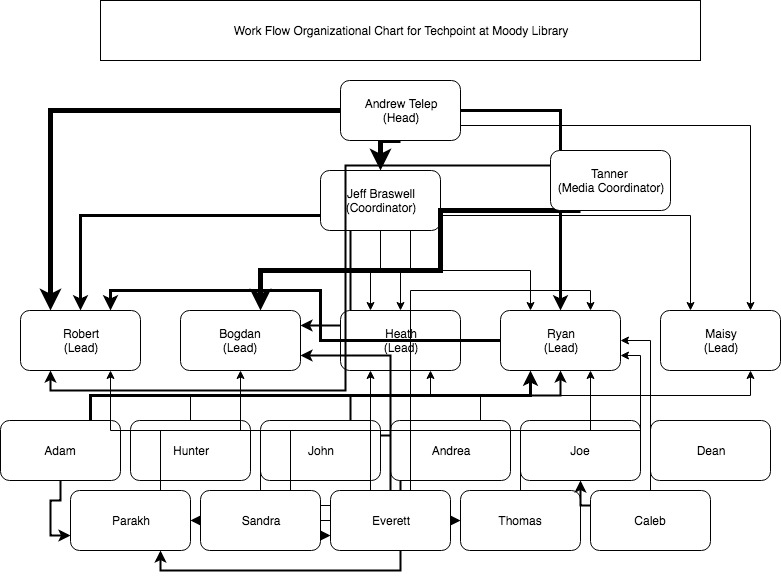 Work Flow Organizational Chart for Techpoint at Moody Library
Andrew Telep
(Head)
Tanner
(Media Coordinator)
Jeff Braswell
(Coordinator)
Robert
(Lead)
Bogdan
(Lead)
Heath
(Lead)
Ryan
(Lead)
Maisy
(Lead)
Adam
Hunter
John
Andrea
Joe
Dean
Parakh
Sandra
Everett
Thomas
Caleb